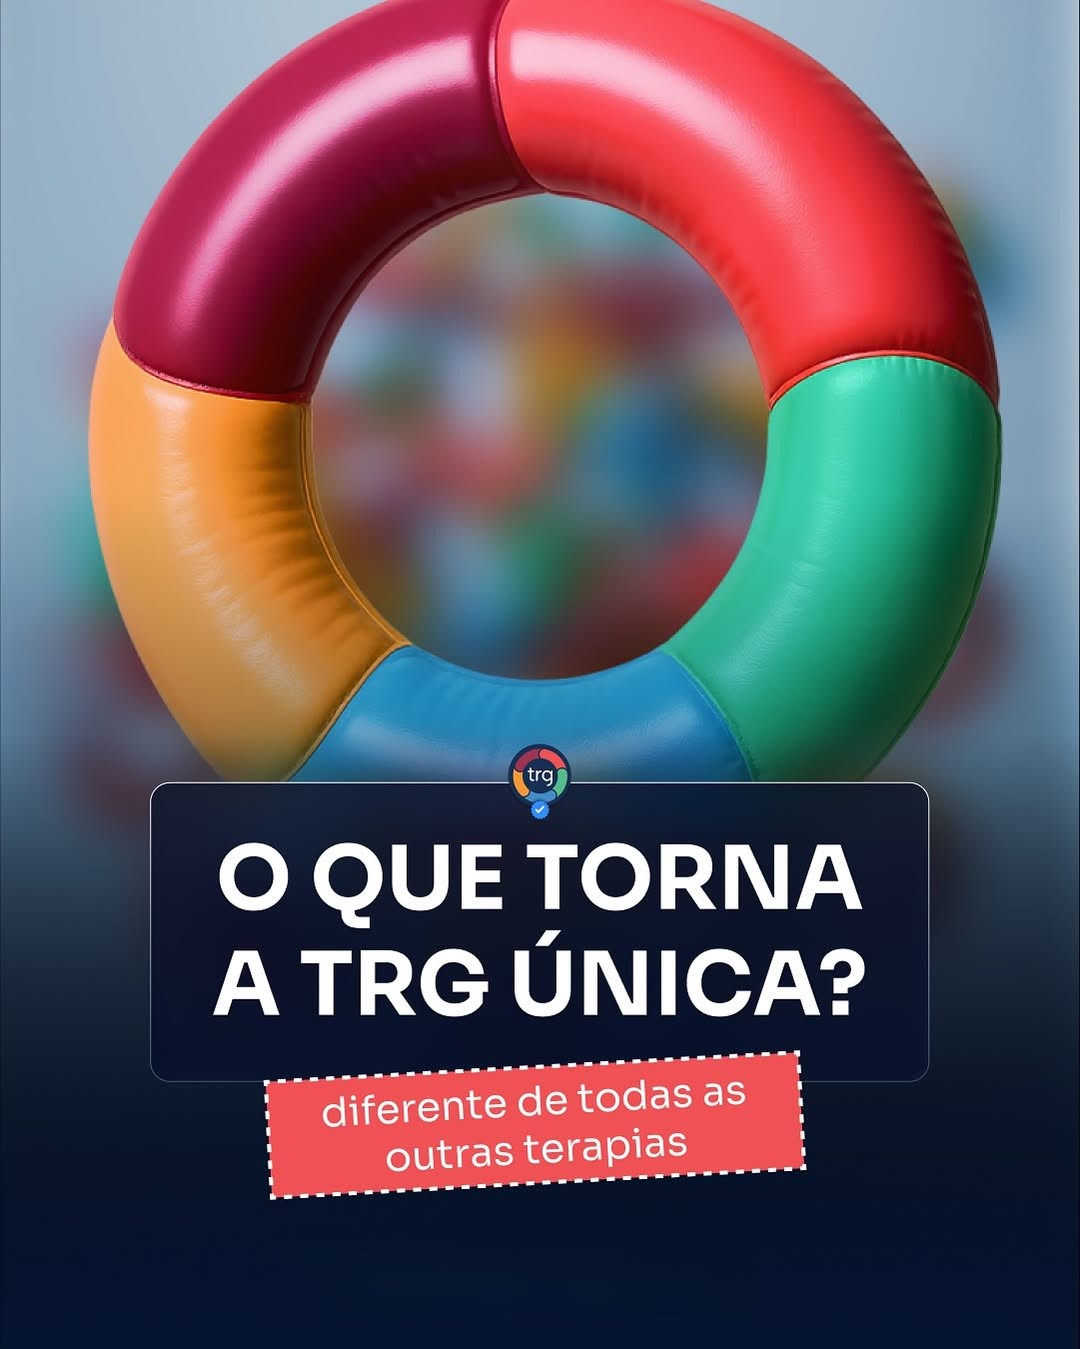 trg
O QUE TORNA
A TRG ÚNICA?
diferente de todas as
outras terapias